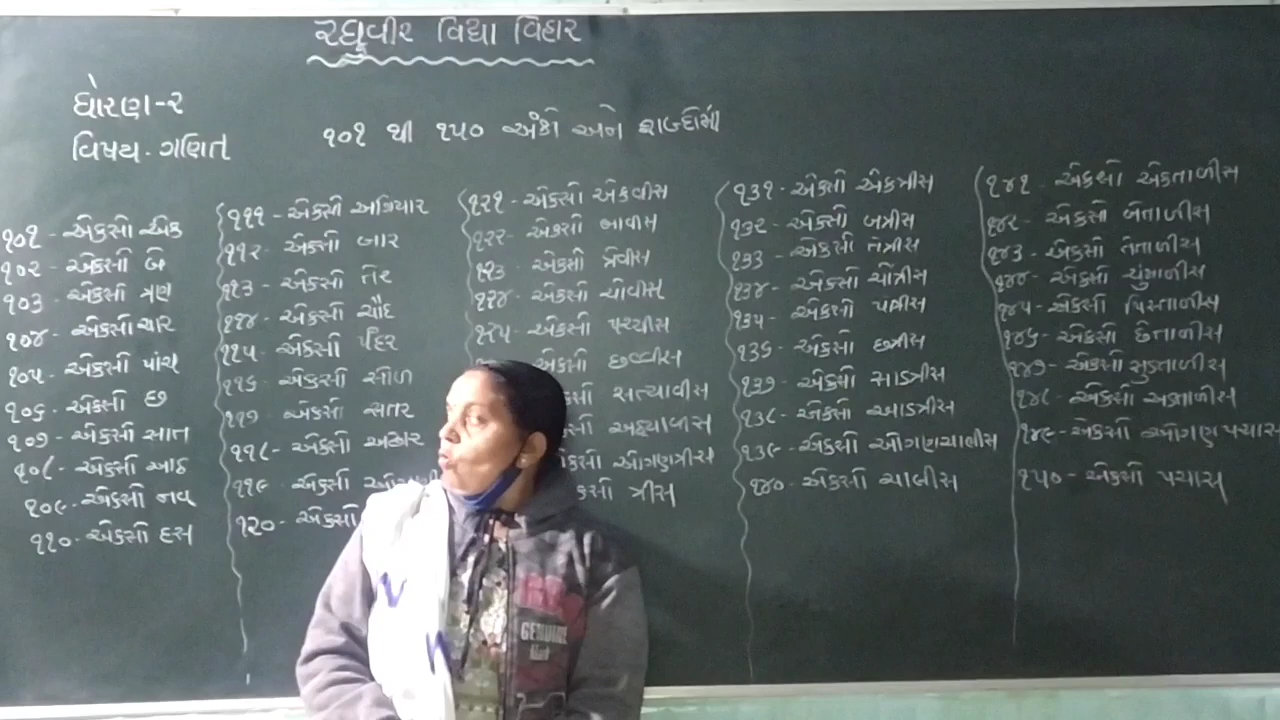 રઘુવીર વિદ્યા વિહાર
ધોરણ-૨
વિષય- ગણિત
૧૦૧ થી ૧૫૦ અંકો અને શબ્દોમાં
૧૦૧- એકસો એક
૧૦૨- એકસો બે
૧૦૩- એકસો ત્રણ
૧૦૪- એકસો ચાર
૧૦૫- એકસો પાંચ
૧૦૬- એકસો છ
૧૦૭- એકસો સાત
૧૦૮- એકસો આઠ
૧૦૯- એકસો નવ
૧૧૦- એકસો દસ
૧૧૧- એકસો અગિયાર
૧૧૨- એકસો બાર
૧૧૩- એકસો તેર
૧૧૪- એકસો ચૌદ
૧૧૫- એકસો પંદર
૧૧૬- એકસો સોળ
૧૧૭- એકસો સતર
૧૧૮- એકસો અઢાર
૧૧૯- એકસો
૧૨૦- એકસો
૧૨૧- એકસો એકવીસ
૧૨૨- એકસો બાવીસ
૧૨૩- એકસો ત્રેવીસ
૧૨૪- એકસો ચોવીસ
૧૨૫- એકસો પચ્ચીસ
એકસો છવ્વીસ
સત્યાવીસ
અઠ્યાવીસ
એકસો ઓગણત્રીસ
ત્રીસ
૧૩૧- એકસો એકત્રીસ
૧૩૨- એકસો બત્રીસ
૧૩૩- એકસો તેત્રીસ
૧૩૪- એકસો ચોત્રીસ
૧૩૫- એકસો પાત્રીસ
૧૩૬- એકસો છત્રીસ
૧૩૭- એકસો સાડત્રીસ
૧૩૮- એકસો આડત્રીસ
૧૩૯- એકસો ઓગણચાલીસ
૧૪૦- એકસો ચાલીસ
૧૪૧- એકસો એકતાળીસ
૧૪૨- એકસો બેતાળીસ
૧૪૩- એકસો તેતાળીસ
૧૪૪- એકસો ચુંમાળીસ
૧૪૫- એકસો પિસ્તાળીસ
૧૪૬- એકસો છેતાળીસ
૧૪૭- એકસો સુડતાળીસ
૧૪૮- એકસો અડતાળીસ
૧૪૯- એકસો ઓગણપચાસ
૧૫૦- એકસો પચાસ